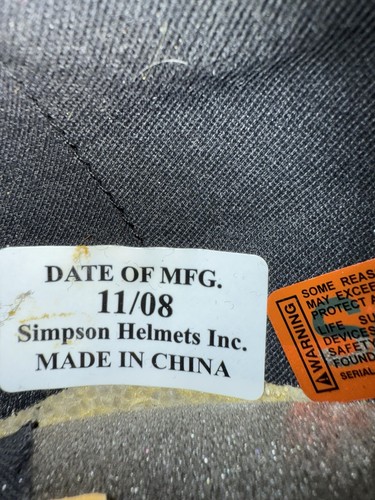 DATE OF MFG.
11/08
Simpson Helmets Inc.
MADE IN CHINA
WARNING
SOME REAS
MAY EXCEE
PROTECT A
LIFE SU
DEVICES
SAFETY
FOUND
SERIAL